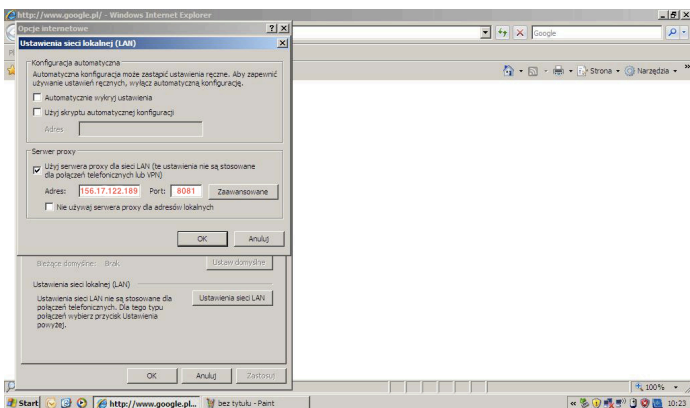 http://www.google.pl/ - Windows Internet Explorer
Opcje internetowe
Google
Ustawienia sieci lokalnej (LAN)
Strona
Narzędzia
Konfiguracja automatyczna
Automatyczna konfiguracja może zastąpić ustawienia ręczne. Aby zapewnić
używanie ustawień ręcznych, wyłącz automatyczną konfigurację.
Automatycznie wykryj ustawienia
Użyj skryptu automatycznej konfiguracji
Adres
Serwer proxy
Użyj serwera proxy dla sieci LAN (te ustawienia nie są stosowane
dla połączeń telefonicznych lub VPN)
Adres: 156.17.122.189 Port: 8081 Zaawansowane
Nie używaj serwera proxy dla adresów lokalnych
OK Anuluj
Bieżące domyślne: Brak Ustaw domyślne
Ustawienia sieci lokalnej (LAN)
Ustawienia sieci LAN nie są stosowane dla
połączeń telefonicznych. Dla tego typu
połączeń wybierz przycisk Ustawienia
powyżej.
Ustawienia sieci LAN
OK Anuluj Zastosuj
100%
Start http://www.google.pl... bez tytułu - Paint 10:23